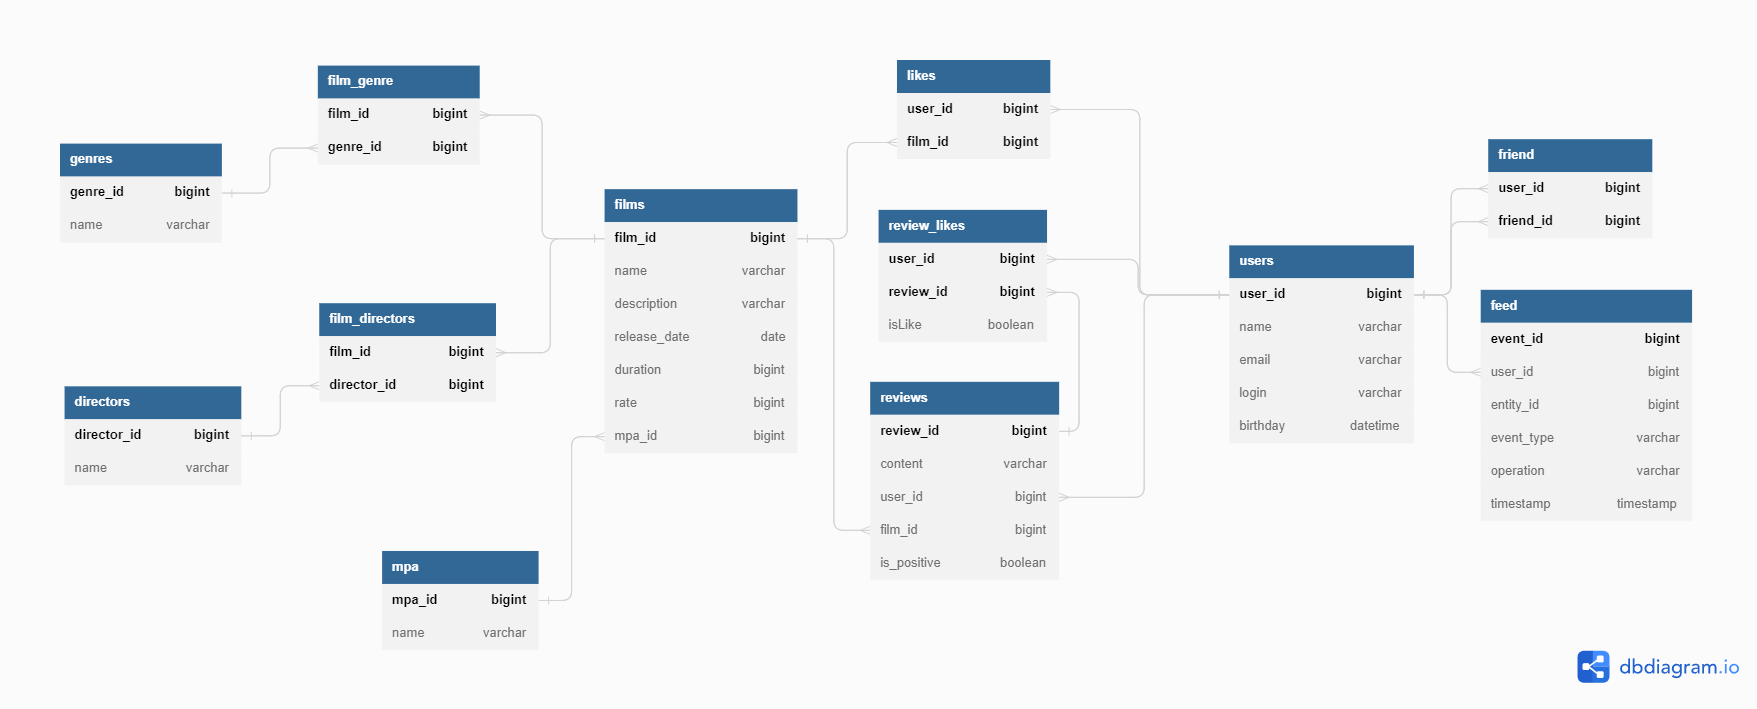 film_genre
film_id bigint
genre_id bigint
genres
genre_id bigint
name varchar
film_directors
film_id bigint
director_id bigint
directors
director_id bigint
name varchar
mpa
mpa_id bigint
name varchar
films
film_id bigint
name varchar
description varchar
release_date date
duration bigint
rate bigint
mpa_id bigint
likes
user_id bigint
film_id bigint
review_likes
user_id bigint
review_id bigint
isLike boolean
reviews
review_id bigint
content varchar
user_id bigint
film_id bigint
is_positive boolean
users
user_id bigint
name varchar
email varchar
login varchar
birthday datetime
friend
user_id bigint
friend_id bigint
feed
event_id bigint
user_id bigint
entity_id bigint
event_type varchar
operation varchar
timestamp timestamp
dbdiagram.io